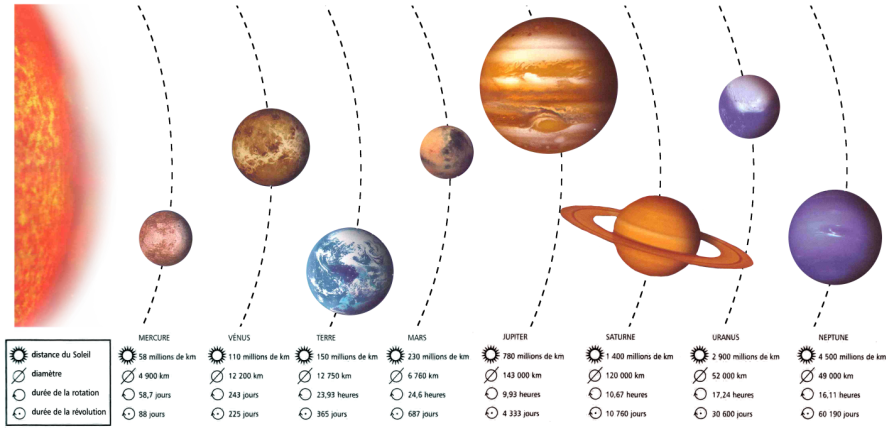 MERCURE VÉNUS TERRE MARS JUPITER SATURNE URANUS NEPTUNE
distance du Soleil 58 millions de km 110 millions de km 150 millions de km 230 millions de km 780 millions de km 1 400 millions de km 2 900 millions de km 4 500 millions de km
diamètre 4 900 km 12 200 km 12 750 km 6 760 km 143 000 km 120 000 km 52 000 km 49 000 km
durée de la rotation 58,7 jours 243 jours 23,93 heures 24,6 heures 9,93 heures 10,67 heures 17,24 heures 16,11 heures
durée de la révolution 88 jours 225 jours 365 jours 687 jours 4 333 jours 10 760 jours 30 600 jours 60 190 jours